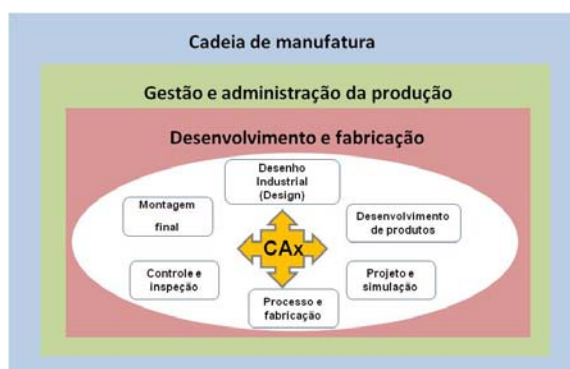 Cadeia de manufatura
Gestão e administração da produção
Desenvolvimento e fabricação
Desenho
Industrial
(Design)
Montagem
final
Desenvolvimento
de produtos
CAx
Controle e
inspeção
Projeto e
simulação
Processo e
fabricação